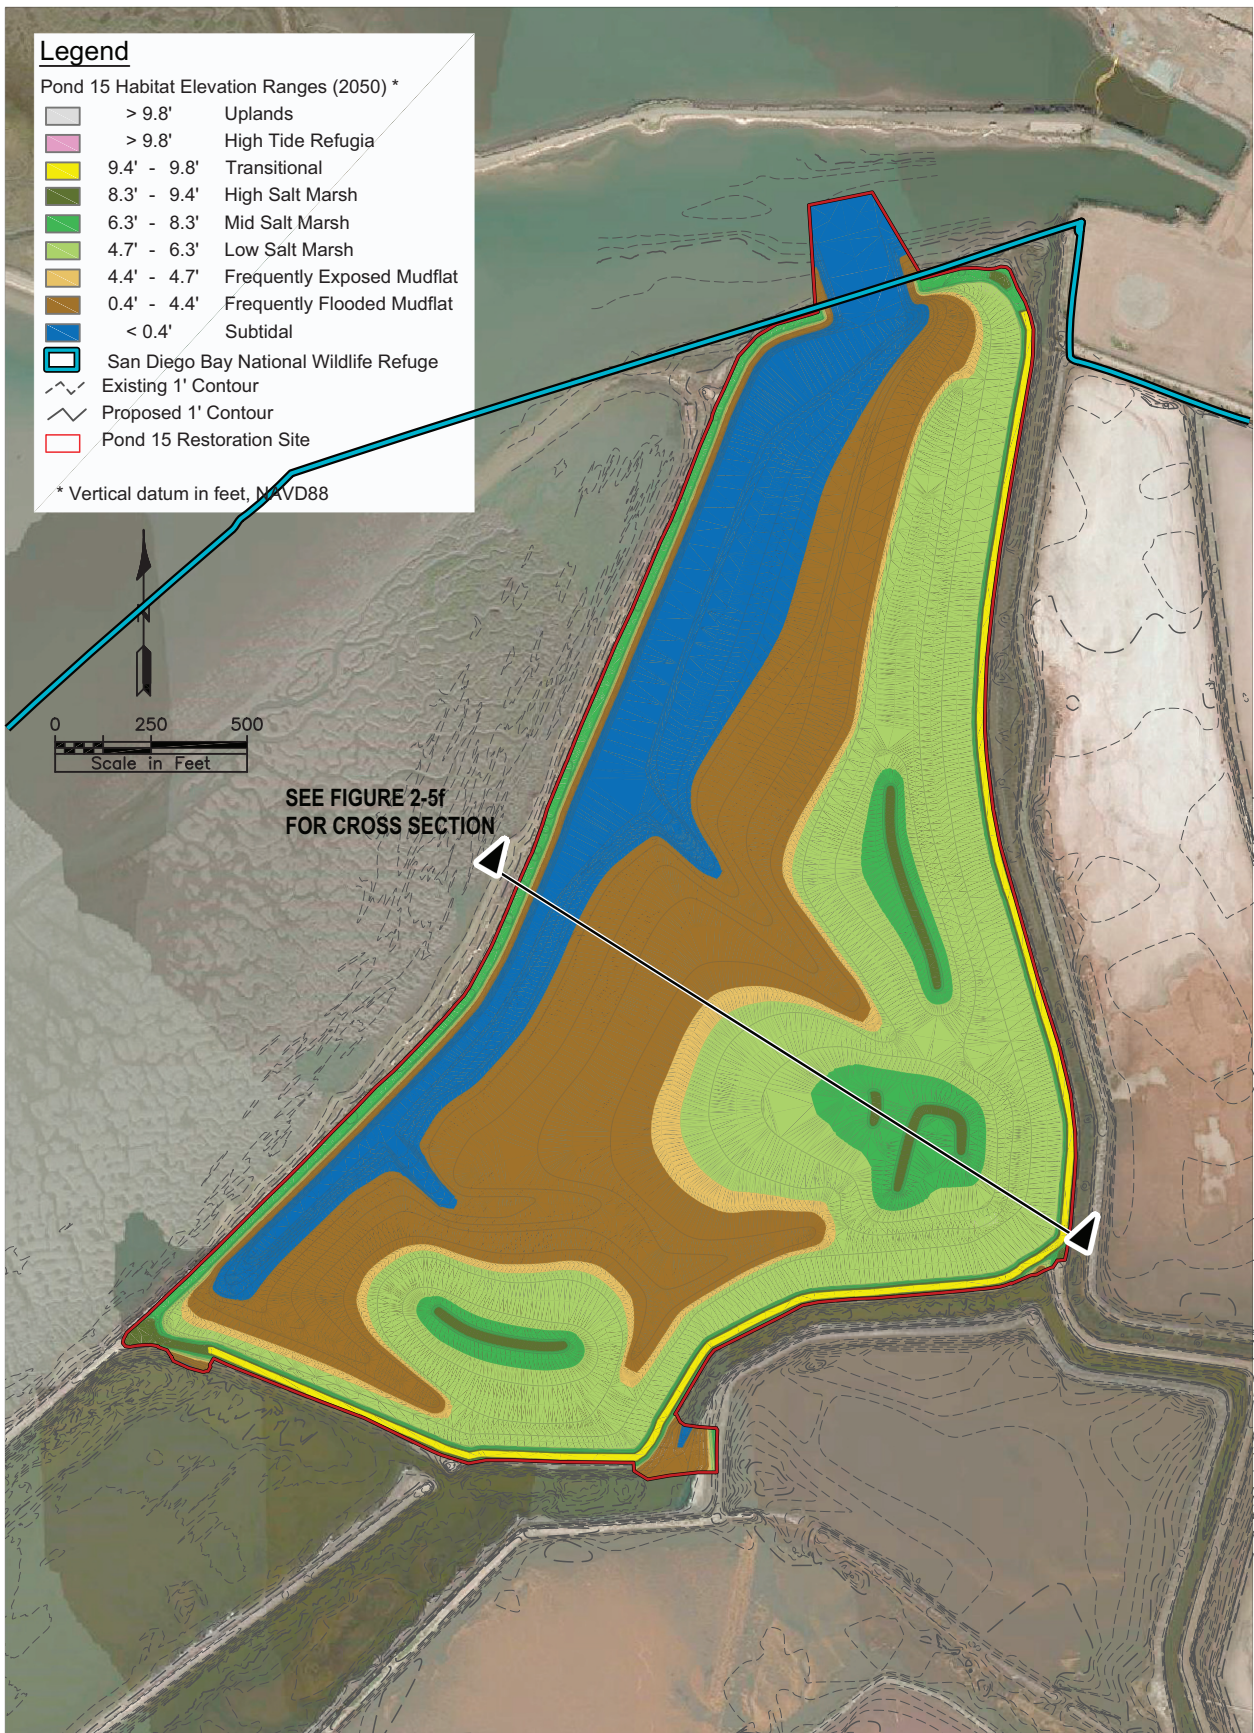 Legend
Pond 15 Habitat Elevation Ranges (2050) *
> 9.8' Uplands
> 9.8' High Tide Refugia
9.4' - 9.8' Transitional
8.3' - 9.4' High Salt Marsh
6.3' - 8.3' Mid Salt Marsh
4.7' - 6.3' Low Salt Marsh
4.4' - 4.7' Frequently Exposed Mudflat
0.4' - 4.4' Frequently Flooded Mudflat
< 0.4' Subtidal
San Diego Bay National Wildlife Refuge
Existing 1' Contour
Proposed 1' Contour
Pond 15 Restoration Site
* Vertical datum in feet, NAVD88
N
0 250 500
Scale in Feet
SEE FIGURE 2-5f
FOR CROSS SECTION